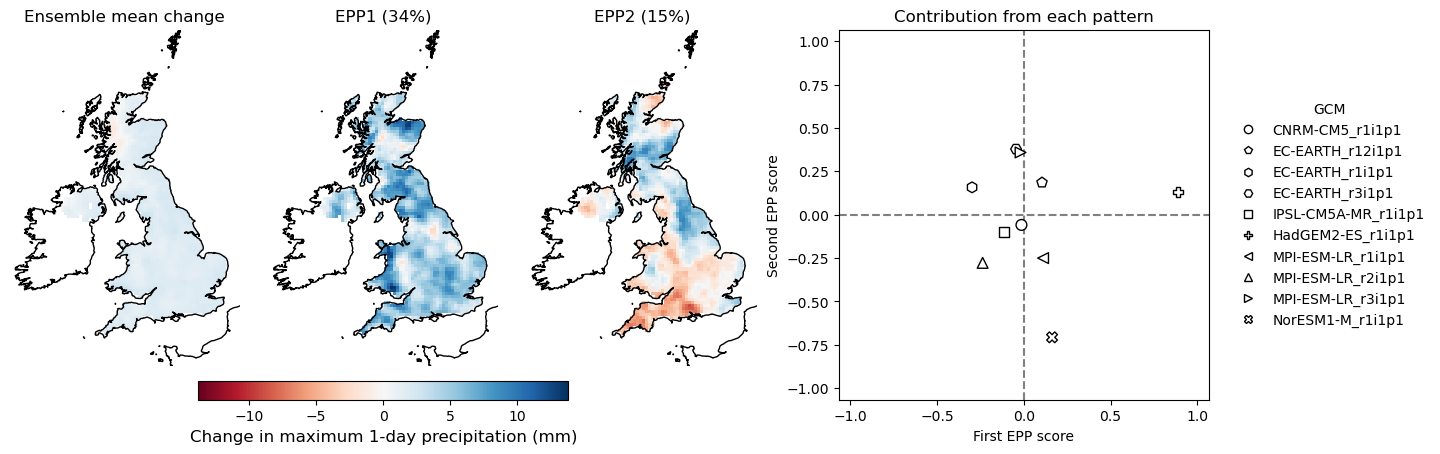 Ensemble mean change
EPP1 (34%)
EPP2 (15%)
−10
−5
0
5
10
Change in maximum 1-day precipitation (mm)
Contribution from each pattern
Second EPP score
1.00
0.75
0.50
0.25
0.00
−0.25
−0.50
−0.75
−1.00
−1.0
−0.5
0.0
0.5
1.0
First EPP score
GCM
CNRM-CM5_r1i1p1
EC-EARTH_r12i1p1
EC-EARTH_r1i1p1
EC-EARTH_r3i1p1
IPSL-CM5A-MR_r1i1p1
HadGEM2-ES_r1i1p1
MPI-ESM-LR_r1i1p1
MPI-ESM-LR_r2i1p1
MPI-ESM-LR_r3i1p1
NorESM1-M_r1i1p1